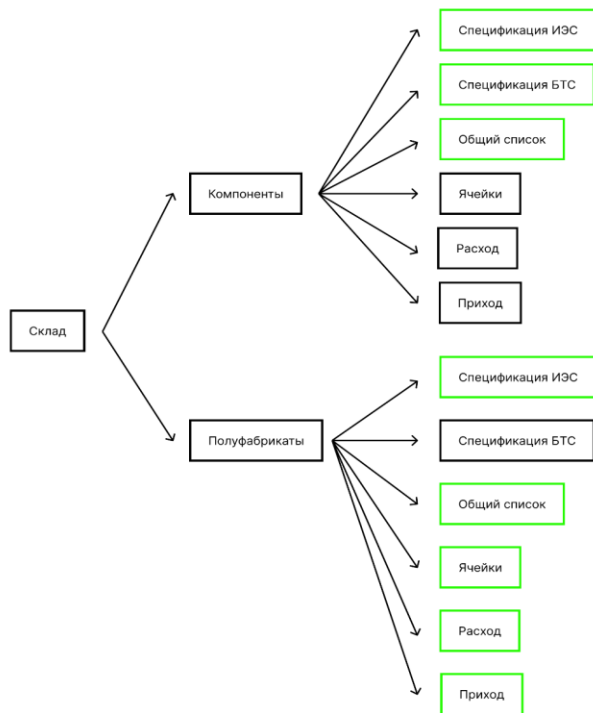 Спецификация ИЭС
Спецификация БТС
Общий список
Компоненты
Ячейки
Расход
Приход
Склад
Спецификация ИЭС
Полуфабрикаты
Спецификация БТС
Общий список
Ячейки
Расход
Приход